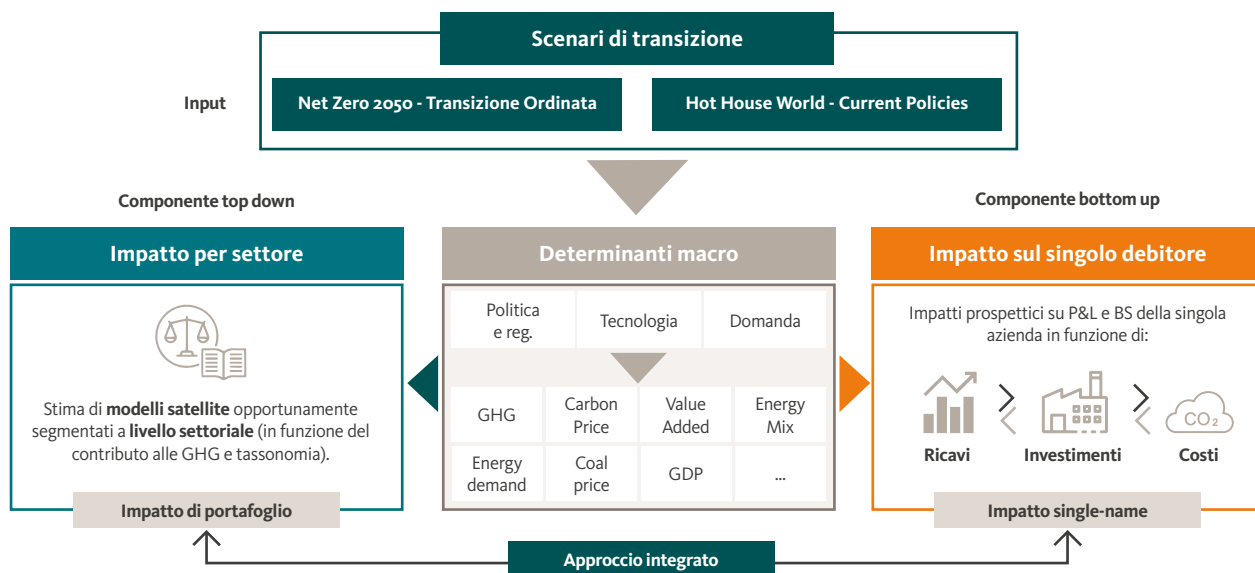 Scenari di transizione
Input
Net Zero 2050 - Transizione Ordinata
Hot House World - Current Policies
Componente top down
Componente bottom up
Impatto per settore
Determinanti macro
Impatto sul singolo debitore
Stima di modelli satellite opportunamente
segmentati a livello settoriale (in funzione del
contributo alle GHG e tassonomia).
Impatto di portafoglio
Politica
e reg.
Tecnologia
Domanda
GHG
Carbon
Price
Value
Added
Energy
Mix
Energy
demand
Coal
price
GDP
...
Impatti prospettici su P&L e BS della singola
azienda in funzione di:
CO₂
Ricavi
Investimenti
Costi
Impatto single-name
Approccio integrato